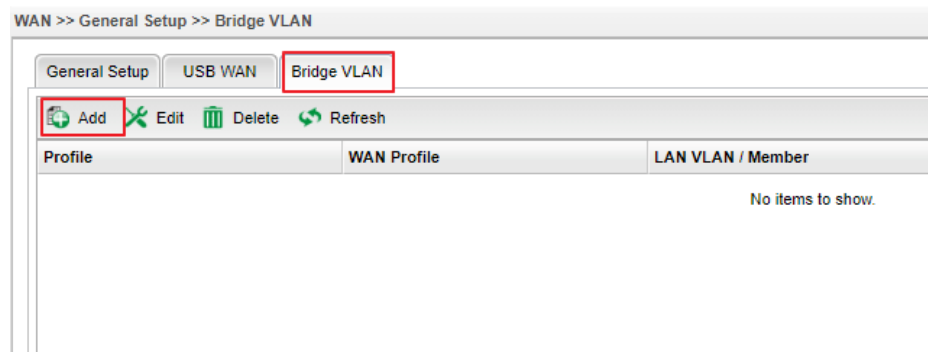 WAN >> General Setup >> Bridge VLAN
General Setup USB WAN Bridge VLAN
Add Edit Delete Refresh
Profile WAN Profile LAN VLAN / Member
No items to show.